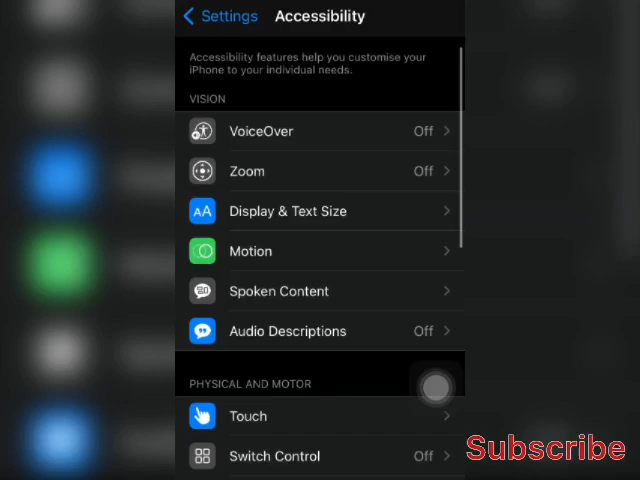 Settings
Accessibility
Accessibility features help you customise your
iPhone to your individual needs.
VISION
VoiceOver Off
Zoom Off
AA Display & Text Size
Motion
Spoken Content
Audio Descriptions Off
PHYSICAL AND MOTOR
Touch
Switch Control Off
Subscribe